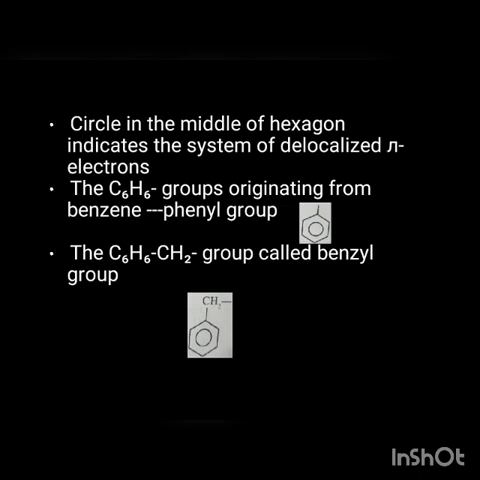 • Circle in the middle of hexagon
indicates the system of delocalized л-
electrons
• The C₆H₆- groups originating from
benzene ---phenyl group
• The C₆H₆-CH₂- group called benzyl
group
CH₂—
InShOt